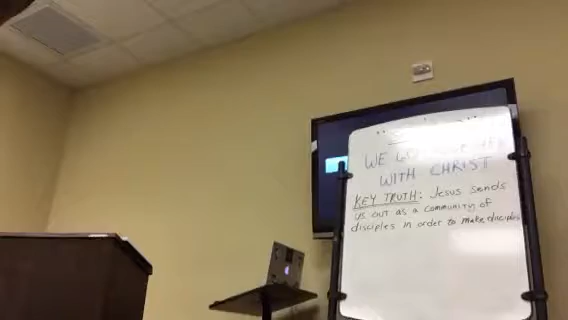 WE GO TOGETHER
WITH CHRIST
KEY TRUTH: Jesus sends
us out as a community of
disciples in order to make disciples